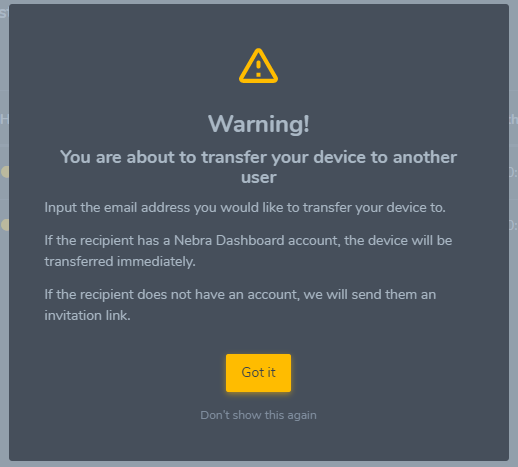 Warning!
You are about to transfer your device to another
user
Input the email address you would like to transfer your device to.
If the recipient has a Nebra Dashboard account, the device will be
transferred immediately.
If the recipient does not have an account, we will send them an
invitation link.
Got it
Don't show this again